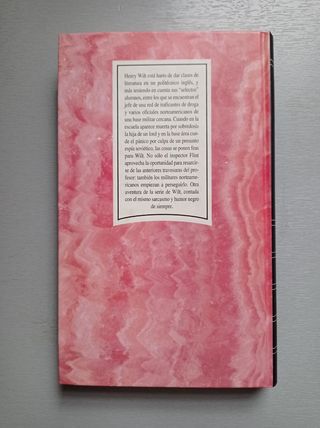 Henry Wilt está harto de dar clases de
literatura en un politécnico inglés, y
más teniendo en cuenta sus "selectos"
alumnos, entre los que se encuentran el
jefe de una red de traficantes de droga
y varios oficiales norteamericanos de
una base militar cercana. Cuando en la
escuela aparece muerta por sobredosis
la hija de un lord y en la base área cun-
de el pánico por culpa de un presunto
espía soviético, las cosas se ponen feas
para Wilt. No sólo el inspector Flint
aprovecha la oportunidad para resarcir-
se de las anteriores travesuras del pro-
fesor: también los militares norteame-
ricanos empiezan a perseguirlo. Otra
aventura de la serie de Wilt, contada
con el mismo sarcasmo y humor negro
de siempre.